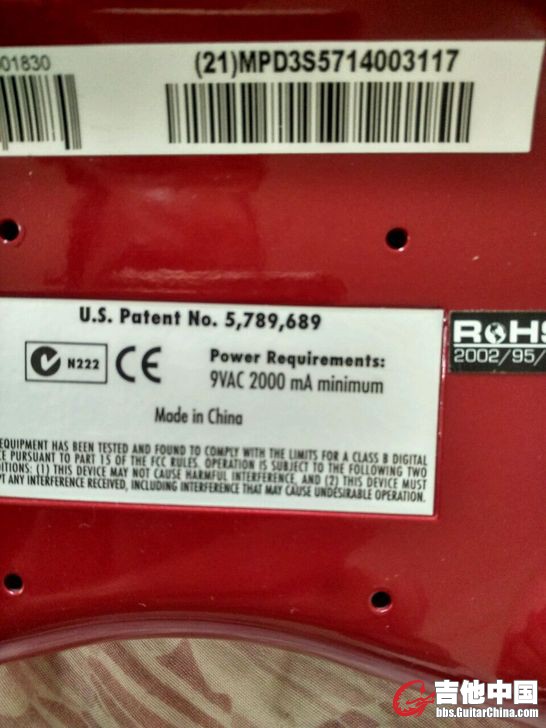 01830
(21)MPD3S5714003117
U.S. Patent No. 5,789,689
N222 CE
Power Requirements:
9VAC 2000 mA minimum
Made in China
RoHS
2002/95/
EQUIPMENT HAS BEEN TESTED AND FOUND TO COMPLY WITH THE LIMITS FOR A CLASS B DIGITAL
CE PURSUANT TO PART 15 OF THE FCC RULES. OPERATION IS SUBJECT TO THE FOLLOWING TWO
DITIONS: (1) THIS DEVICE MAY NOT CAUSE HARMFUL INTERFERENCE, AND (2) THIS DEVICE MUST
PT ANY INTERFERENCE RECEIVED, INCLUDING INTERFERENCE THAT MAY CAUSE UNDESIRABLE OPERATION.
吉他中国
bbs.GuitarChina.com